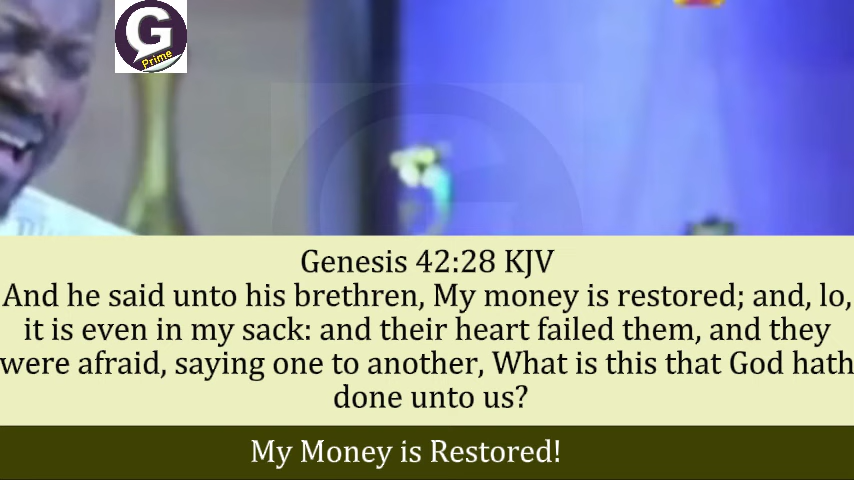 G
Prime
Genesis 42:28 KJV
And he said unto his brethren, My money is restored; and, lo,
it is even in my sack: and their heart failed them, and they
were afraid, saying one to another, What is this that God hath
done unto us?
My Money is Restored!